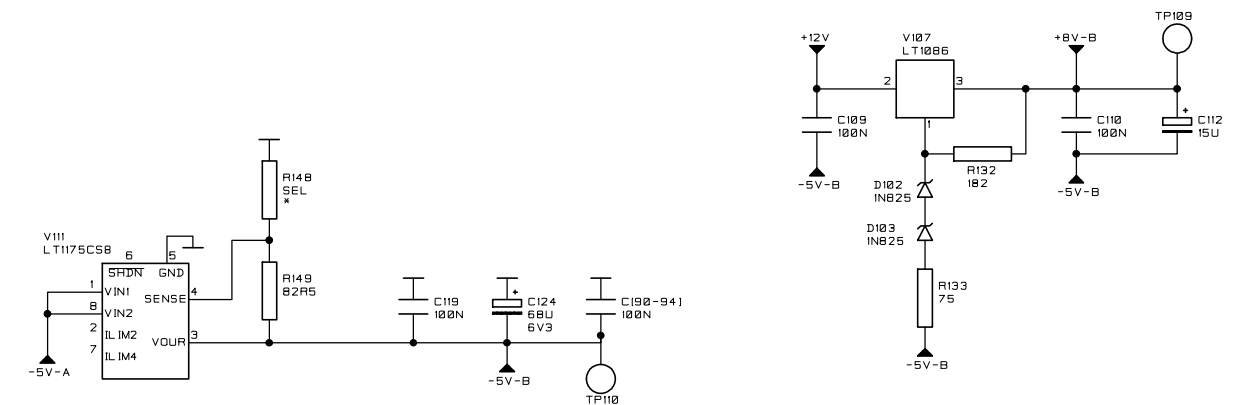 TP109
+12V
V107
LT1086
+8V-B
2
3
C109
100N
1
C110
100N
+
C112
15U
R132
182
-5V-B
-5V-B
D102
1N825
D103
1N825
R133
75
-5V-B
R148
SEL
*
V111
LT1175CS8
6
5
SHDN GND
1
VIN1
4
SENSE
8
VIN2
2
ILIM2
3
VOUR
7
ILIM4
-5V-A
R149
82R5
C119
100N
+
C124
68U
6V3
C[90-94]
100N
-5V-B
TP110